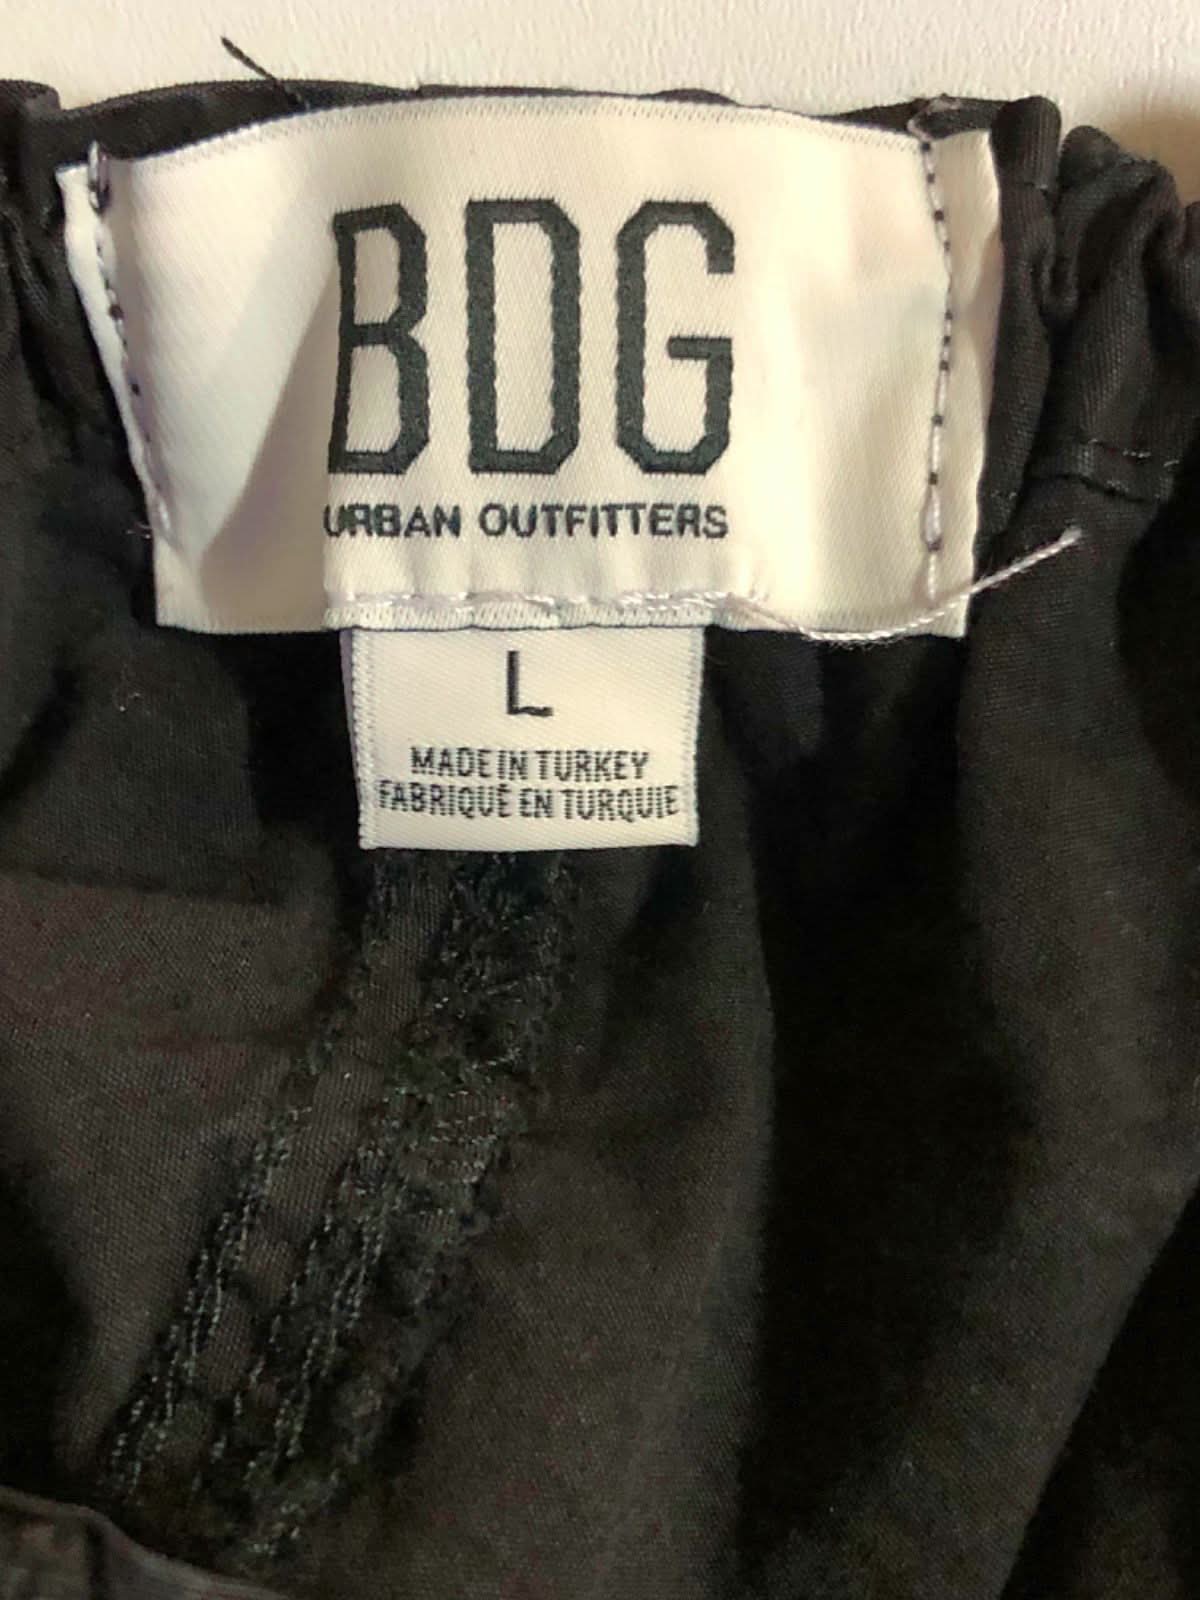 BDG
URBAN OUTFITTERS
L
MADE IN TURKEY
FABRIQUÉ EN TURQUIE